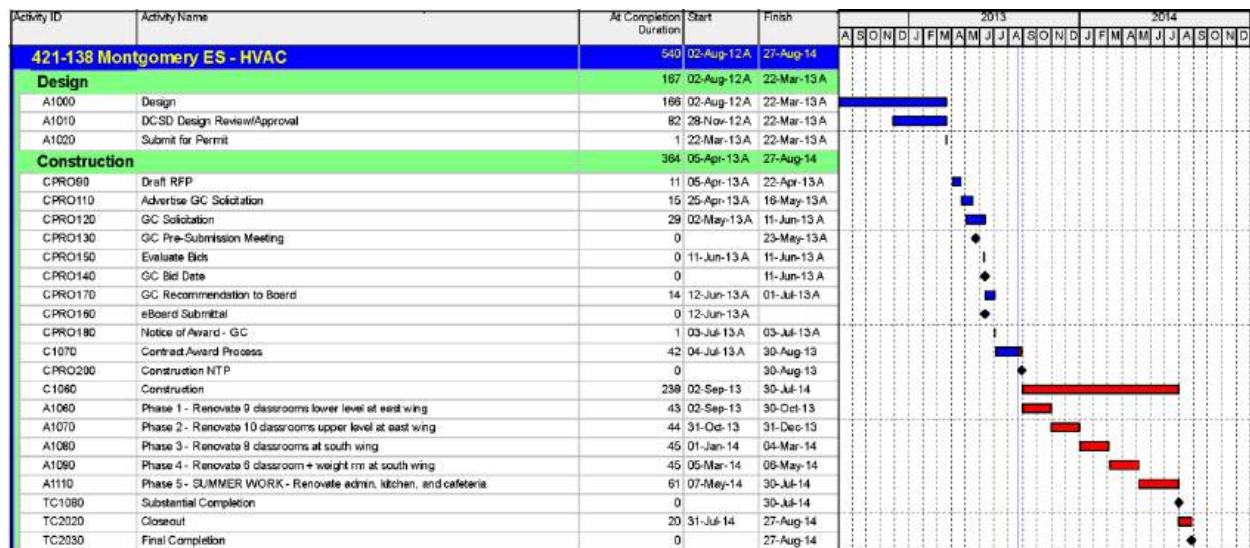 Activity ID Activity Name At Completion Duration Start Finish 2013 2014
A S O N D J F M A M J J A S O N D J F M A M J J A S O N D
421-138 Montgomery ES - HVAC 540 02-Aug-12 A 27-Aug-14
Design 167 02-Aug-12 A 22-Mar-13 A
A1000 Design 166 02-Aug-12 A 22-Mar-13 A
A1010 DCSD Design Review/Approval 82 28-Nov-12 A 22-Mar-13 A
A1020 Submit for Permit 1 22-Mar-13 A 22-Mar-13 A
Construction 364 05-Apr-13 A 27-Aug-14
CPRO90 Draft RFP 11 05-Apr-13 A 22-Apr-13 A
CPRO110 Advertise GC Solicitation 15 25-Apr-13 A 16-May-13 A
CPRO120 GC Solicitation 29 02-May-13 A 11-Jun-13 A
CPRO130 GC Pre-Submission Meeting 0 23-May-13 A
CPRO150 Evaluate Bids 0 11-Jun-13 A 11-Jun-13 A
CPRO140 GC Bid Date 0 11-Jun-13 A
CPRO170 GC Recommendation to Board 14 12-Jun-13 A 01-Jul-13 A
CPRO160 eBoard Submittal 0 12-Jun-13 A
CPRO180 Notice of Award - GC 1 03-Jul-13 A 03-Jul-13 A
C1070 Contract Award Process 42 04-Jul-13 A 30-Aug-13
CPRO200 Construction NTP 0 30-Aug-13
C1060 Construction 238 02-Sep-13 30-Jul-14
A1060 Phase 1 - Renovate 9 classrooms lower level at east wing 43 02-Sep-13 30-Oct-13
A1070 Phase 2 - Renovate 10 classrooms upper level at east wing 44 31-Oct-13 31-Dec-13
A1080 Phase 3 - Renovate 8 classrooms at south wing 45 01-Jan-14 04-Mar-14
A1090 Phase 4 - Renovate 6 classroom + weight rm at south wing 45 05-Mar-14 06-May-14
A1110 Phase 5 - SUMMER WORK - Renovate admin, kitchen, and cafeteria 61 07-May-14 30-Jul-14
TC1080 Substantial Completion 0 30-Jul-14
TC2020 Closeout 20 31-Jul-14 27-Aug-14
TC2030 Final Completion 0 27-Aug-14